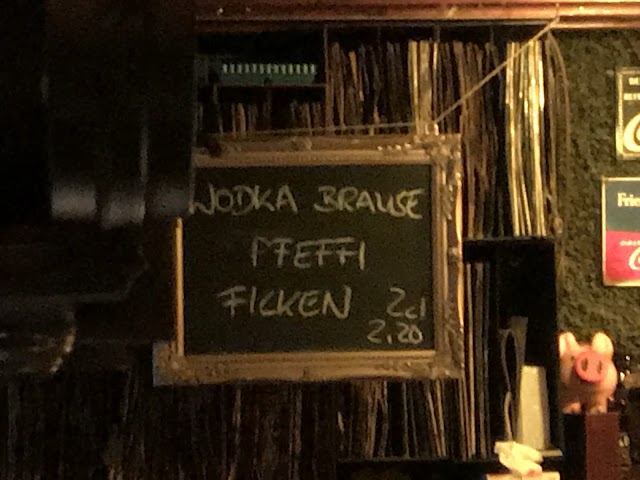 WODKA BRAUSE
PFEFFI
FICKEN 2cl
2,20